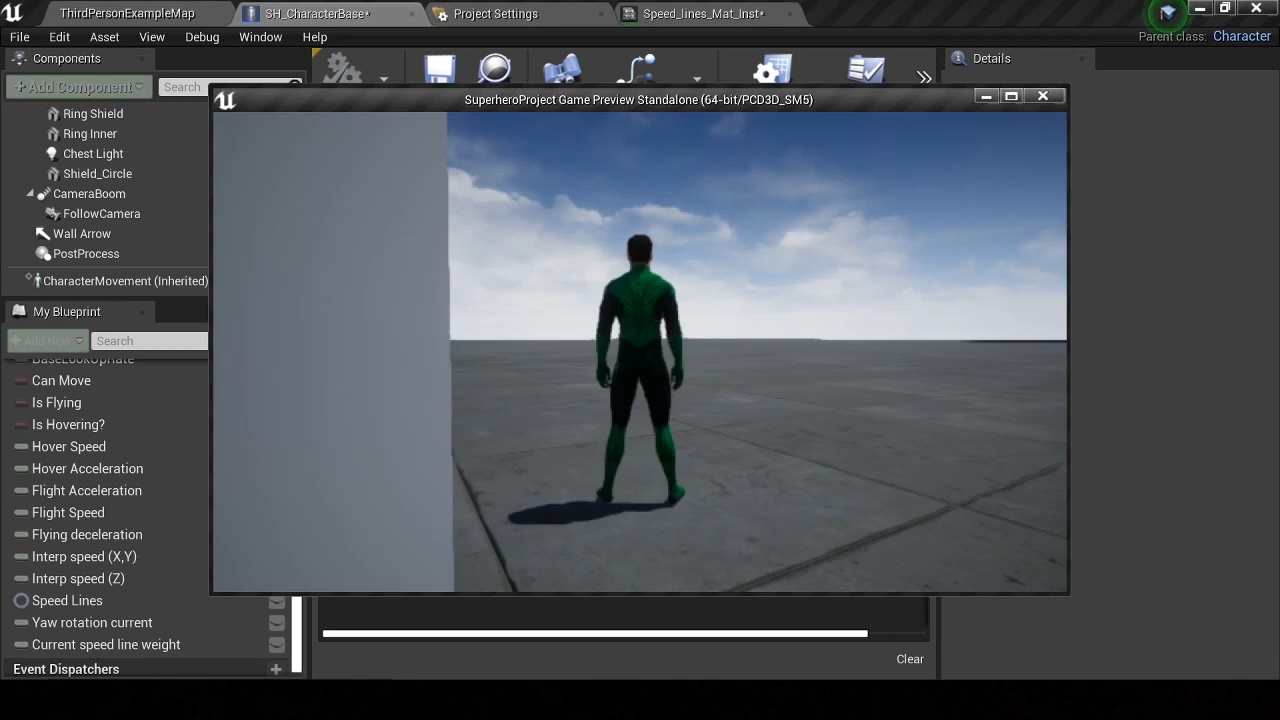 ThirdPersonExampleMap
SH_CharacterBase*
Project Settings
Speed_lines_Mat_Inst*
File Edit Asset View Debug Window Help
Parent class: Character
Components
Details
+Add Component
Search
SuperheroProject Game Preview Standalone (64-bit/PCD3D_SM5)
Ring Shield
Ring Inner
Chest Light
Shield_Circle
CameraBoom
FollowCamera
Wall Arrow
PostProcess
CharacterMovement (Inherited)
My Blueprint
+ Add New
Search
BaseLookUpRate
Can Move
Is Flying
Is Hovering?
Hover Speed
Hover Acceleration
Flight Acceleration
Flight Speed
Flying deceleration
Interp speed (X,Y)
Interp speed (Z)
Speed Lines
Yaw rotation current
Current speed line weight
Event Dispatchers
Clear